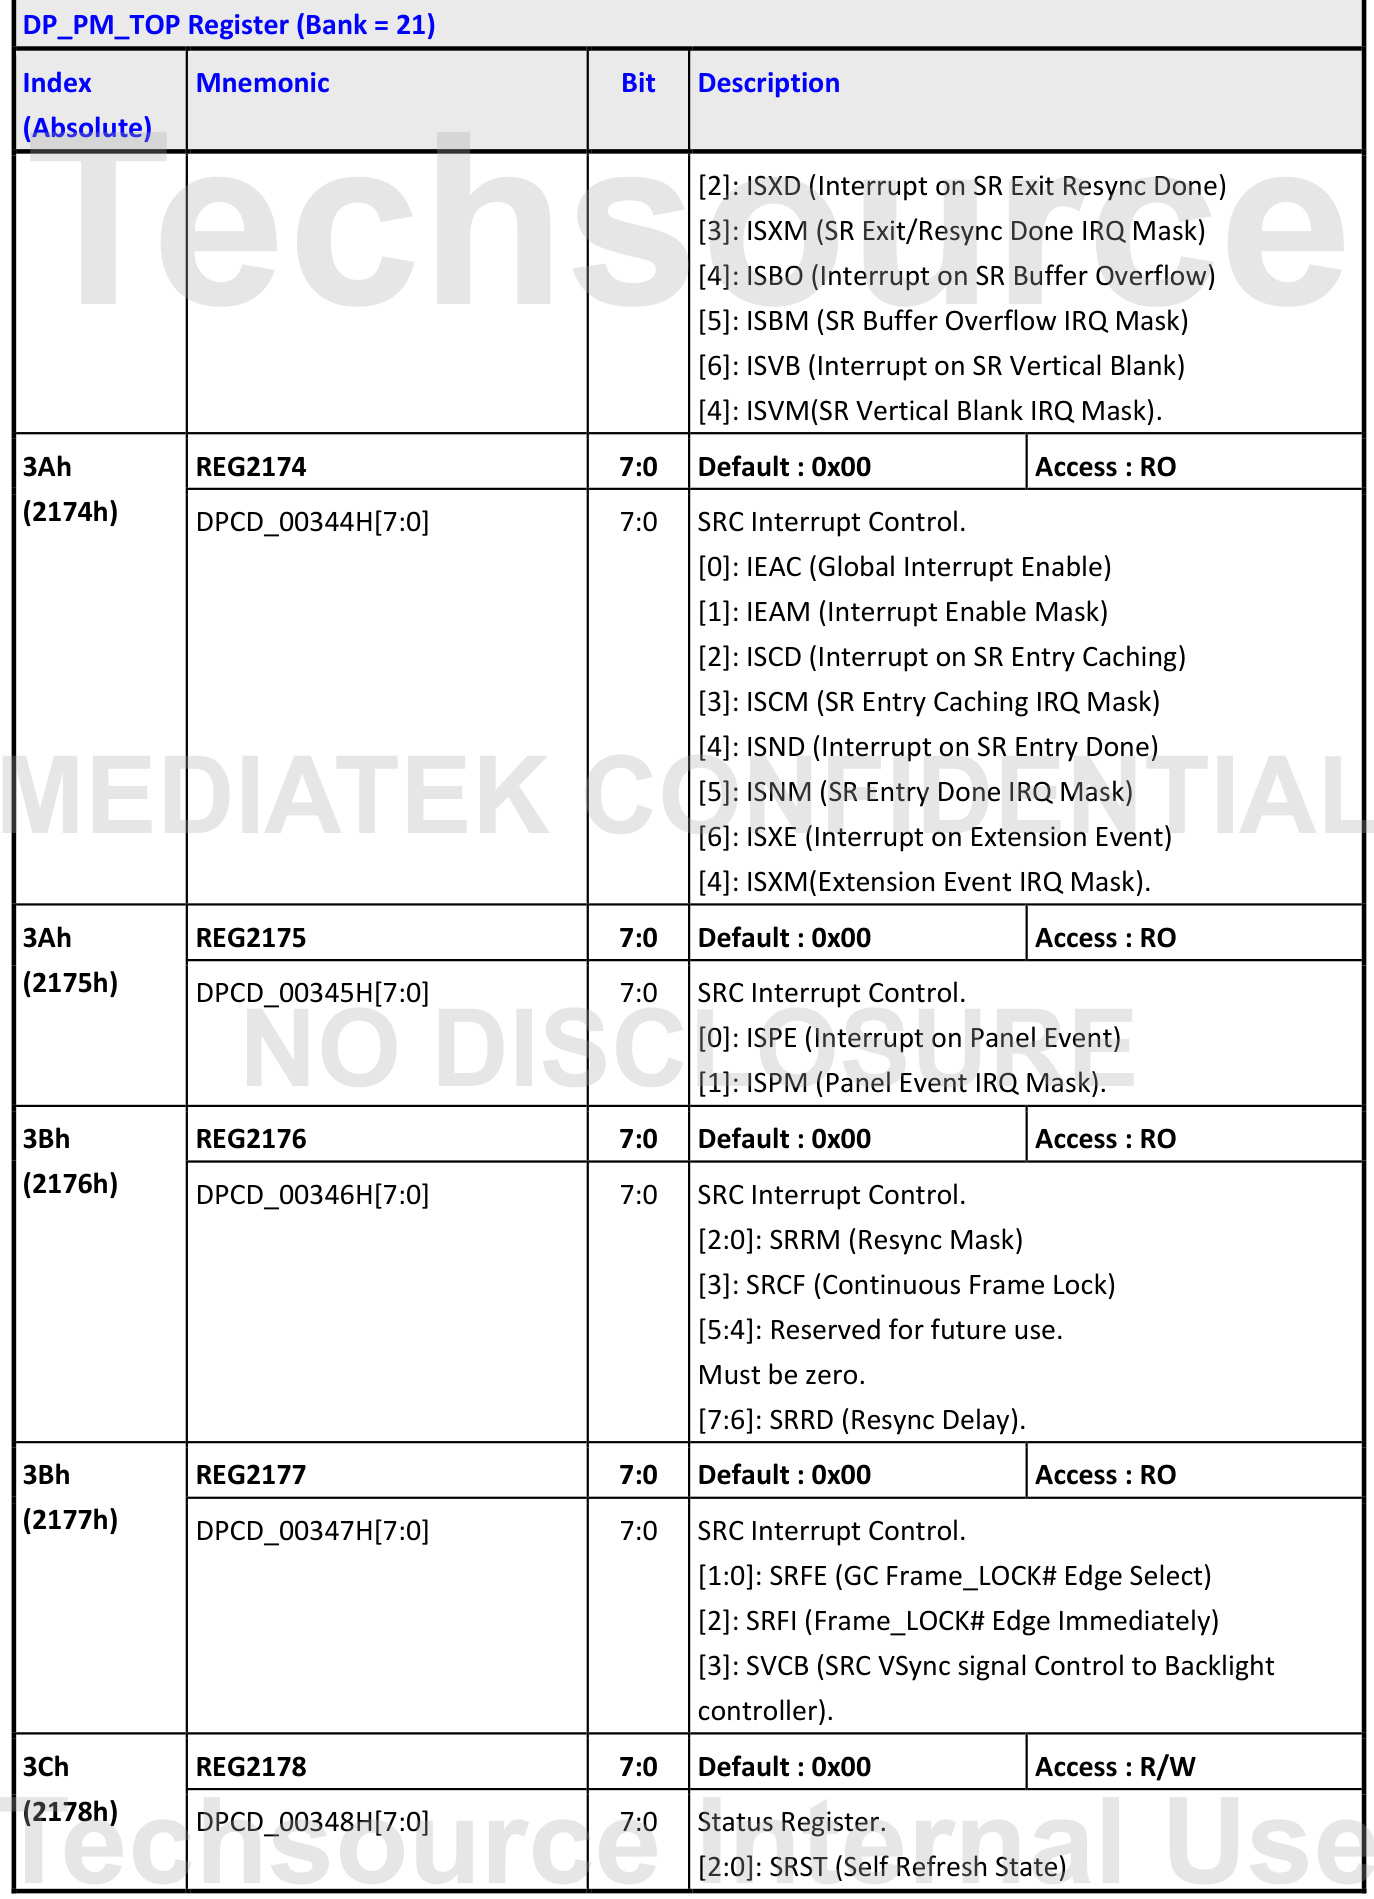 DP_PM_TOP Register (Bank = 21)
Index (Absolute) Mnemonic Bit Description
[2]: ISXD (Interrupt on SR Exit Resync Done)
[3]: ISXM (SR Exit/Resync Done IRQ Mask)
[4]: ISBO (Interrupt on SR Buffer Overflow)
[5]: ISBM (SR Buffer Overflow IRQ Mask)
[6]: ISVB (Interrupt on SR Vertical Blank)
[4]: ISVM(SR Vertical Blank IRQ Mask).
Techsource
3Ah REG2174 7:0 Default : 0x00 Access : RO
(2174h) DPCD_00344H[7:0] 7:0 SRC Interrupt Control.
[0]: IEAC (Global Interrupt Enable)
[1]: IEAM (Interrupt Enable Mask)
[2]: ISCD (Interrupt on SR Entry Caching)
[3]: ISCM (SR Entry Caching IRQ Mask)
[4]: ISND (Interrupt on SR Entry Done)
[5]: ISNM (SR Entry Done IRQ Mask)
[6]: ISXE (Interrupt on Extension Event)
[4]: ISXM(Extension Event IRQ Mask).
MEDIATEK CONFIDENTIAL
3Ah REG2175 7:0 Default : 0x00 Access : RO
(2175h) DPCD_00345H[7:0] 7:0 SRC Interrupt Control.
[0]: ISPE (Interrupt on Panel Event)
[1]: ISPM (Panel Event IRQ Mask).
NO DISCLOSURE
3Bh REG2176 7:0 Default : 0x00 Access : RO
(2176h) DPCD_00346H[7:0] 7:0 SRC Interrupt Control.
[2:0]: SRRM (Resync Mask)
[3]: SRCF (Continuous Frame Lock)
[5:4]: Reserved for future use.
Must be zero.
[7:6]: SRRD (Resync Delay).
3Bh REG2177 7:0 Default : 0x00 Access : RO
(2177h) DPCD_00347H[7:0] 7:0 SRC Interrupt Control.
[1:0]: SRFE (GC Frame_LOCK# Edge Select)
[2]: SRFI (Frame_LOCK# Edge Immediately)
[3]: SVCB (SRC VSync signal Control to Backlight
controller).
3Ch REG2178 7:0 Default : 0x00 Access : R/W
(2178h) DPCD_00348H[7:0] 7:0 Status Register.
[2:0]: SRST (Self Refresh State)
Techsource Internal Use